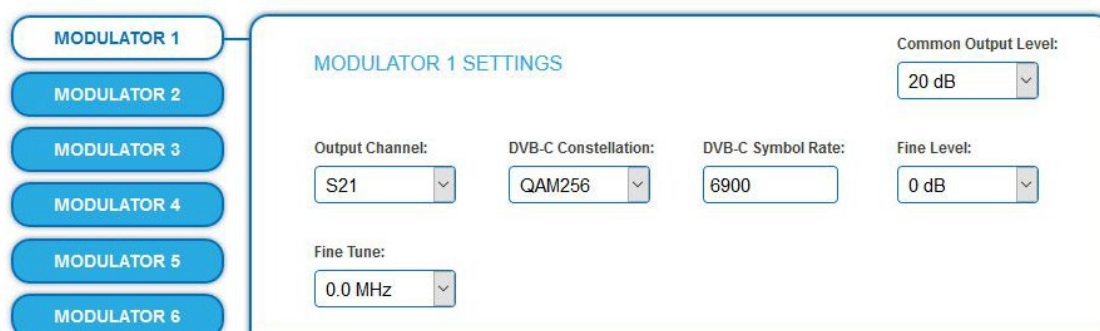 MODULATOR 1
MODULATOR 2
MODULATOR 3
MODULATOR 4
MODULATOR 5
MODULATOR 6
MODULATOR 1 SETTINGS
Common Output Level:
20 dB
Output Channel:
DVB-C Constellation:
DVB-C Symbol Rate:
Fine Level:
S21
QAM256
6900
0 dB
Fine Tune:
0.0 MHz